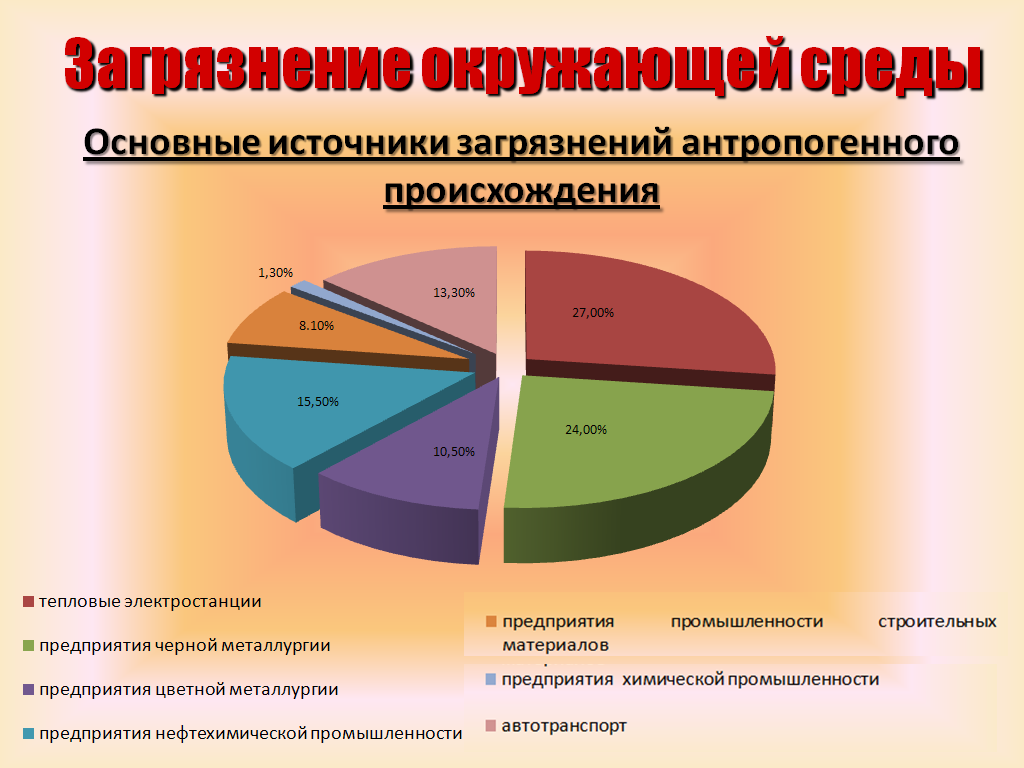 Загрязнение окружающей среды
Основные источники загрязнений антропогенного
происхождения
1,30%
13,30%
27,00%
8.10%
15,50%
24,00%
10,50%
тепловые электростанции
предприятия черной металлургии
предприятия цветной металлургии
предприятия нефтехимической промышленности
предприятия промышленности строительных
материалов
предприятия химической промышленности
автотранспорт